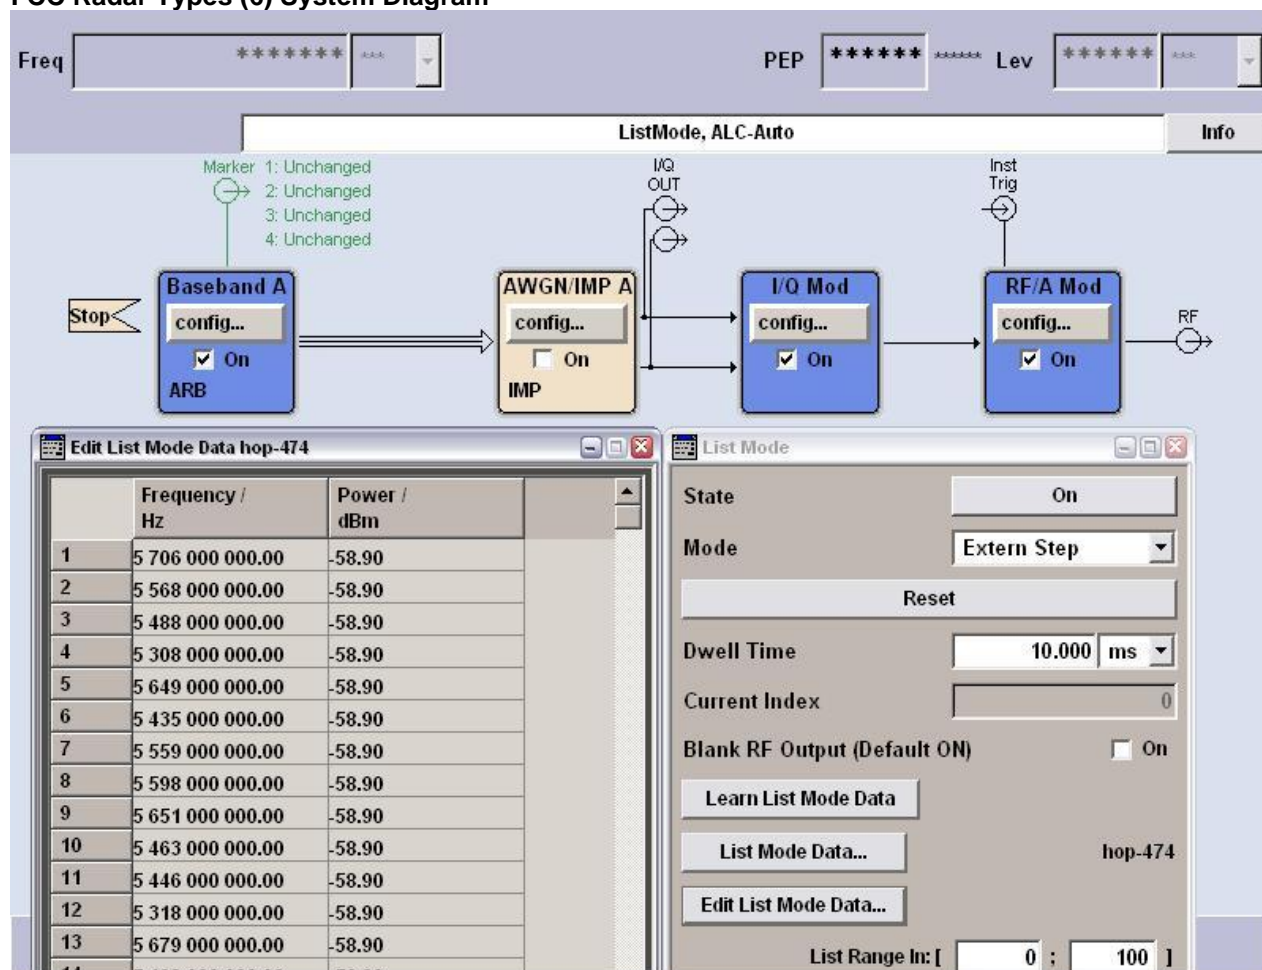 FCC Radar Types (6) System Diagram
Freq ******* *** PEP ****** ****** Lev ****** ***
ListMode, ALC-Auto Info
Marker 1: Unchanged
2: Unchanged
3: Unchanged
4: Unchanged
I/Q
OUT
Inst
Trig
Stop
Baseband A
config...
On
ARB
AWGN/IMP A
config...
On
IMP
I/Q Mod
config...
On
RF/A Mod
config...
On
RF
Edit List Mode Data hop-474
Frequency / Hz Power / dBm
1 5 706 000 000.00 -58.90
2 5 568 000 000.00 -58.90
3 5 488 000 000.00 -58.90
4 5 308 000 000.00 -58.90
5 5 649 000 000.00 -58.90
6 5 435 000 000.00 -58.90
7 5 559 000 000.00 -58.90
8 5 598 000 000.00 -58.90
9 5 651 000 000.00 -58.90
10 5 463 000 000.00 -58.90
11 5 446 000 000.00 -58.90
12 5 318 000 000.00 -58.90
13 5 679 000 000.00 -58.90
List Mode
State On
Mode Extern Step
Reset
Dwell Time 10.000 ms
Current Index 0
Blank RF Output (Default ON) On
Learn List Mode Data
List Mode Data... hop-474
Edit List Mode Data...
List Range In: [ 0 ; 100 ]